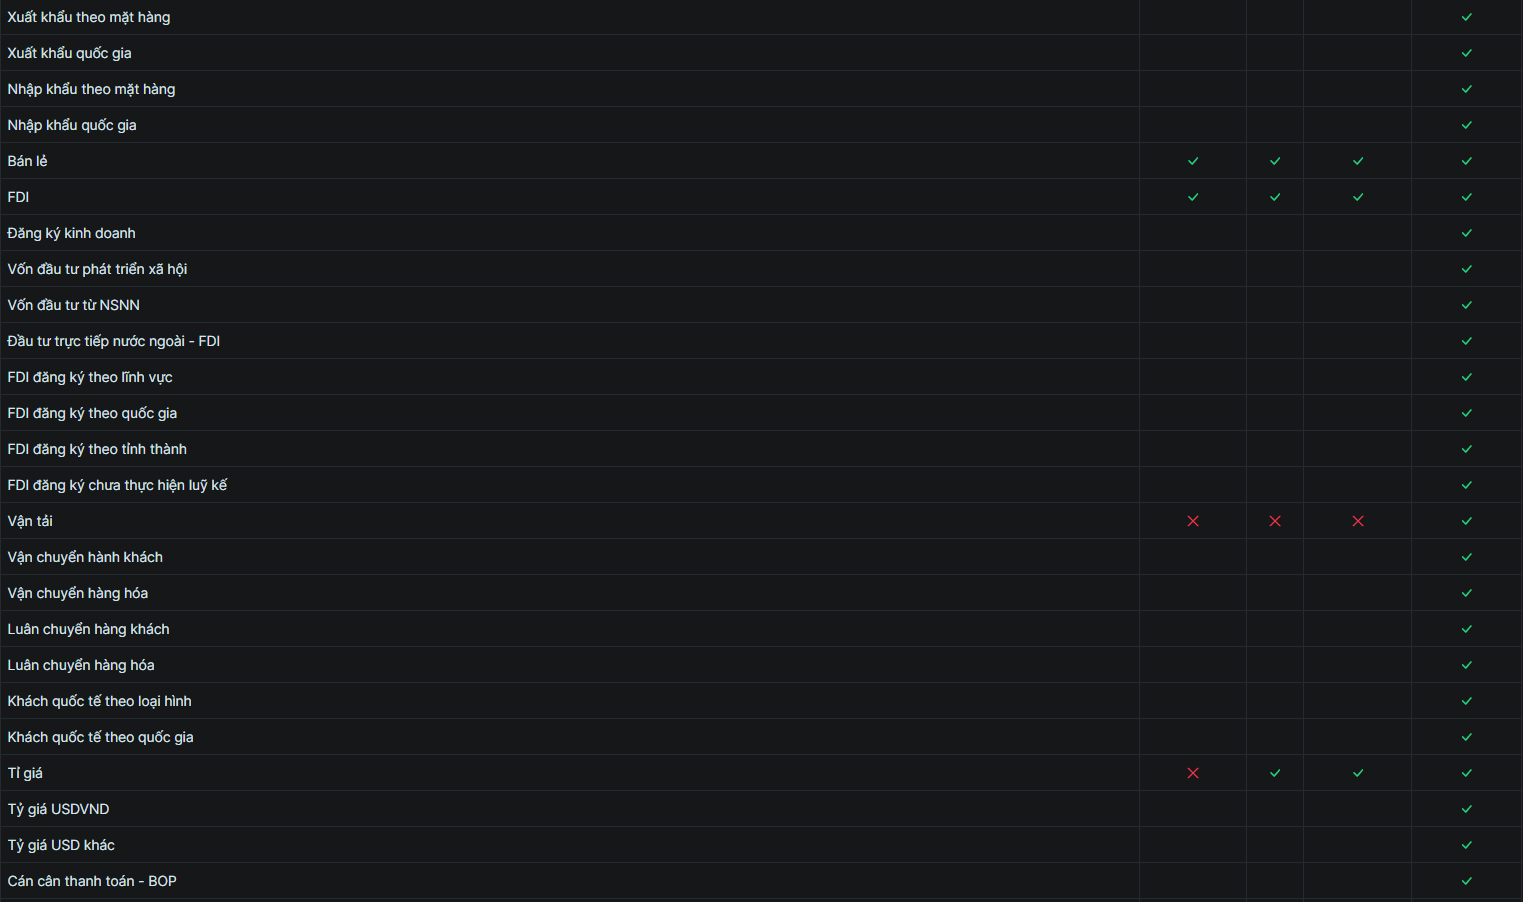 Xuất khẩu theo mặt hàng
Xuất khẩu quốc gia
Nhập khẩu theo mặt hàng
Nhập khẩu quốc gia
Bán lẻ
FDI
Đăng ký kinh doanh
Vốn đầu tư phát triển xã hội
Vốn đầu tư từ NSNN
Đầu tư trực tiếp nước ngoài - FDI
FDI đăng ký theo lĩnh vực
FDI đăng ký theo quốc gia
FDI đăng ký theo tỉnh thành
FDI đăng ký chưa thực hiện luỹ kế
Vận tải
Vận chuyển hành khách
Vận chuyển hàng hóa
Luân chuyển hàng khách
Luân chuyển hàng hóa
Khách quốc tế theo loại hình
Khách quốc tế theo quốc gia
Tỉ giá
Tỷ giá USDVND
Tỷ giá USD khác
Cán cân thanh toán - BOP